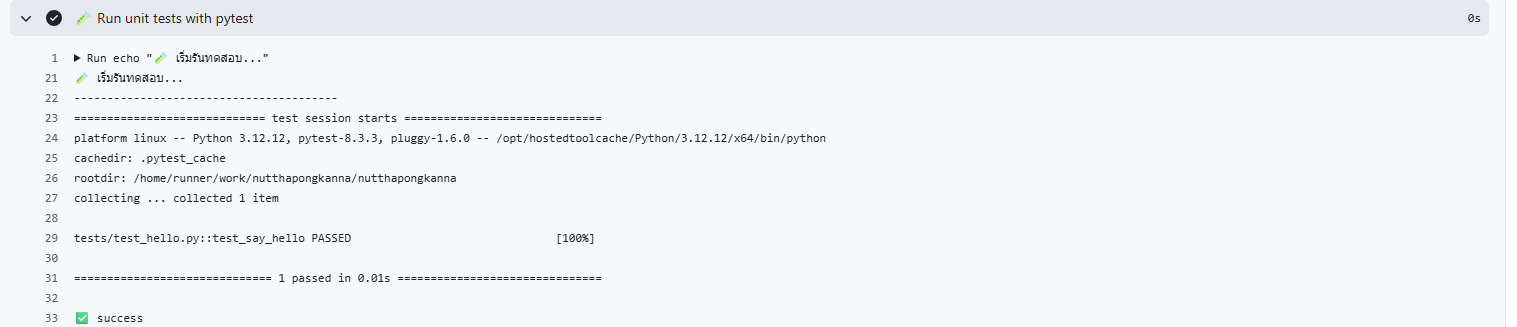 🧪 Run unit tests with pytest 0s
1 ▶ Run echo "🧪 เริ่มรันทดสอบ..."
21 🧪 เริ่มรันทดสอบ...
22 ----------------------------------------
23 ============================= test session starts ==============================
24 platform linux -- Python 3.12.12, pytest-8.3.3, pluggy-1.6.0 -- /opt/hostedtoolcache/Python/3.12.12/x64/bin/python
25 cachedir: .pytest_cache
26 rootdir: /home/runner/work/nutthapongkanna/nutthapongkanna
27 collecting ... collected 1 item
28
29 tests/test_hello.py::test_say_hello PASSED [100%]
30
31 ============================== 1 passed in 0.01s ===============================
32
33 ✅ success